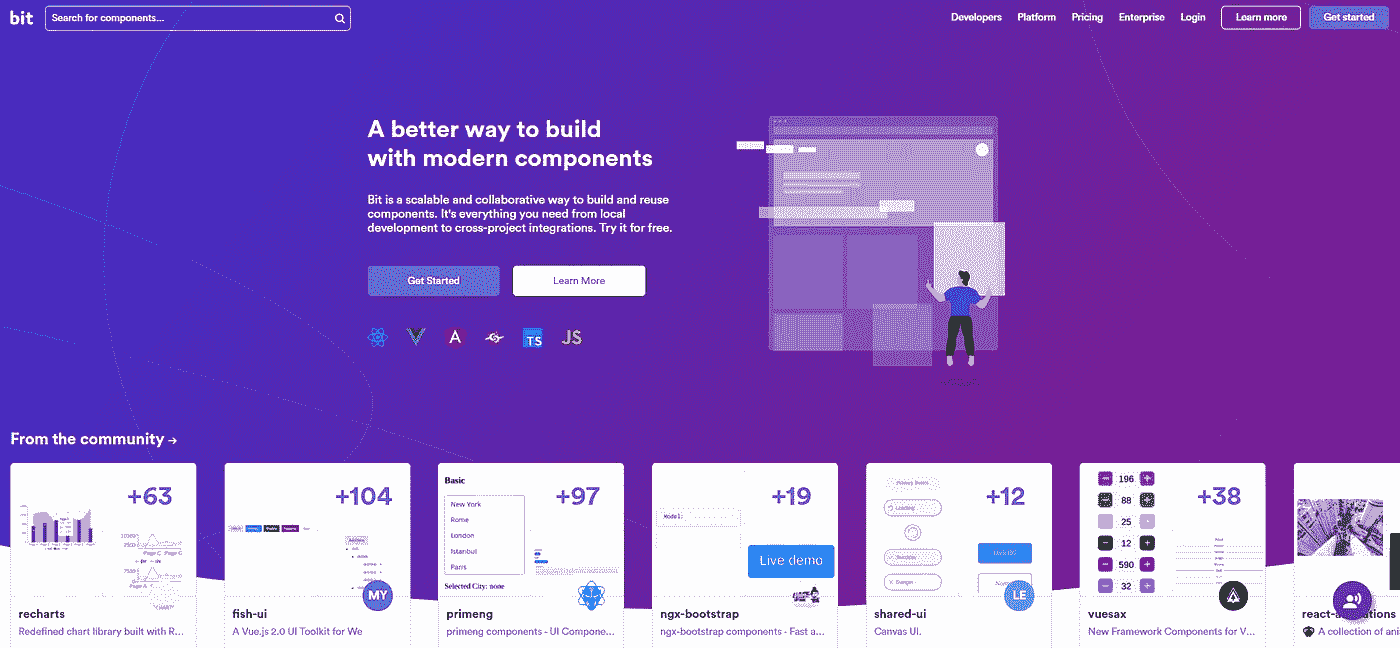 bit
Search for components...
Developers
Platform
Pricing
Enterprise
Login
Learn more
Get started
A better way to build
with modern components
Bit is a scalable and collaborative way to build and reuse
components. It's everything you need from local
development to cross-project integrations. Try it for free.
Get Started
Learn More
A
TS
JS
From the community →
+63
recharts
Redefined chart library built with R...
+104
MY
fish-ui
A Vue.js 2.0 UI Toolkit for We
Basic
+97
New York
Rome
London
Istanbul
Paris
Selected City: none
primeng
primeng components - UI Compone...
+19
Model:
Live demo
ngx-bootstrap
ngx-bootstrap components - Fast a...
+12
Loading
LE
shared-ui
Canvas UI.
196
88
25
12
590
32
+38
vuesax
New Framework Components for V...
A collection of ani